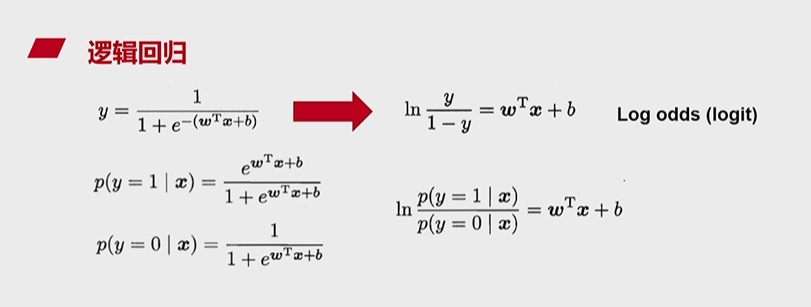 逻辑回归
$y = \frac{1}{1 + e^{-(\boldsymbol{w}^{\mathrm{T}}\boldsymbol{x}+b)}}$
$\ln \frac{y}{1-y} = \boldsymbol{w}^{\mathrm{T}}\boldsymbol{x} + b$ Log odds (logit)
$p(y = 1 \mid \boldsymbol{x}) = \frac{e^{\boldsymbol{w}^{\mathrm{T}}\boldsymbol{x}+b}}{1 + e^{\boldsymbol{w}^{\mathrm{T}}\boldsymbol{x}+b}}$
$\ln \frac{p(y = 1 \mid \boldsymbol{x})}{p(y = 0 \mid \boldsymbol{x})} = \boldsymbol{w}^{\mathrm{T}}\boldsymbol{x} + b$
$p(y = 0 \mid \boldsymbol{x}) = \frac{1}{1 + e^{\boldsymbol{w}^{\mathrm{T}}\boldsymbol{x}+b}}$